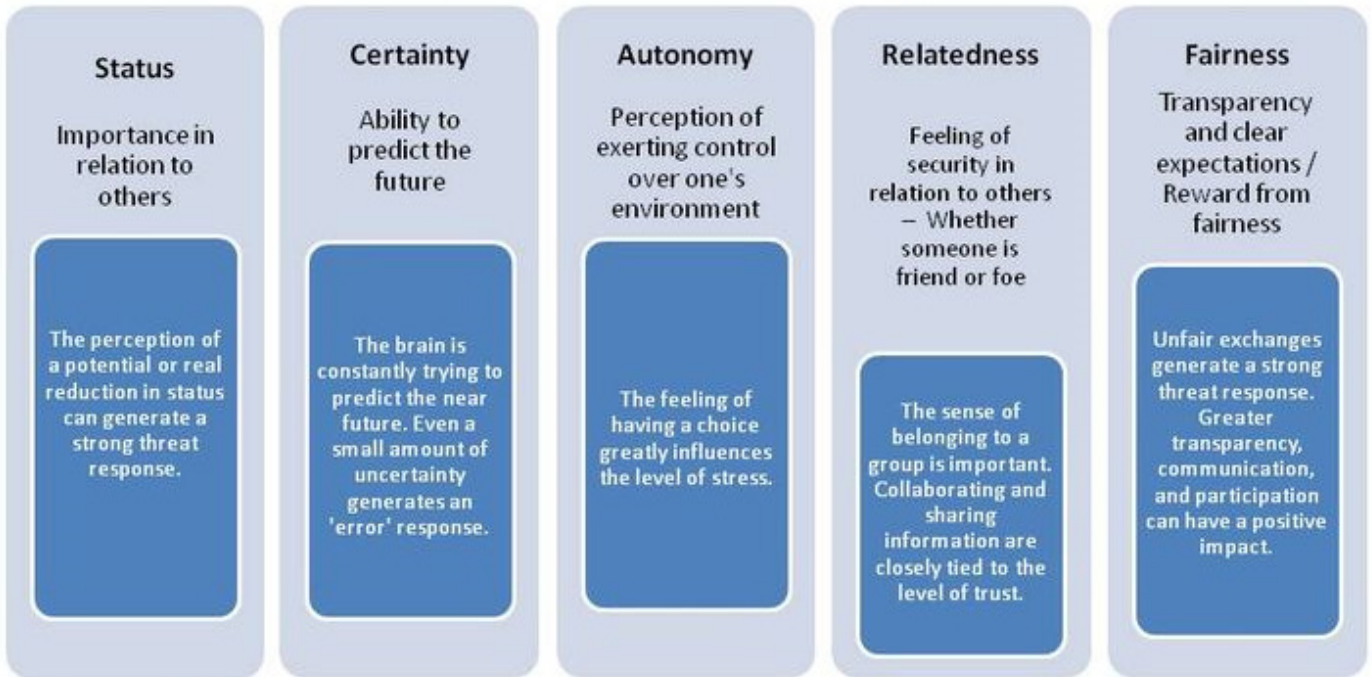 Status
Importance in
relation to
others
The perception of
a potential or real
reduction in status
can generate a
strong threat
response.
Certainty
Ability to
predict the
future
The brain is
constantly trying to
predict the near
future. Even a
small amount of
uncertainty
generates an
'error' response.
Autonomy
Perception of
exerting control
over one's
environment
The feeling of
having a choice
greatly influences
the level of stress.
Relatedness
Feeling of
security in
relation to others
– Whether
someone is
friend or foe
The sense of
belonging to a
group is important.
Collaborating and
sharing
information are
closely tied to the
level of trust.
Fairness
Transparency
and clear
expectations /
Reward from
fairness
Unfair exchanges
generate a strong
threat response.
Greater
transparency,
communication,
and participation
can have a positive
impact.